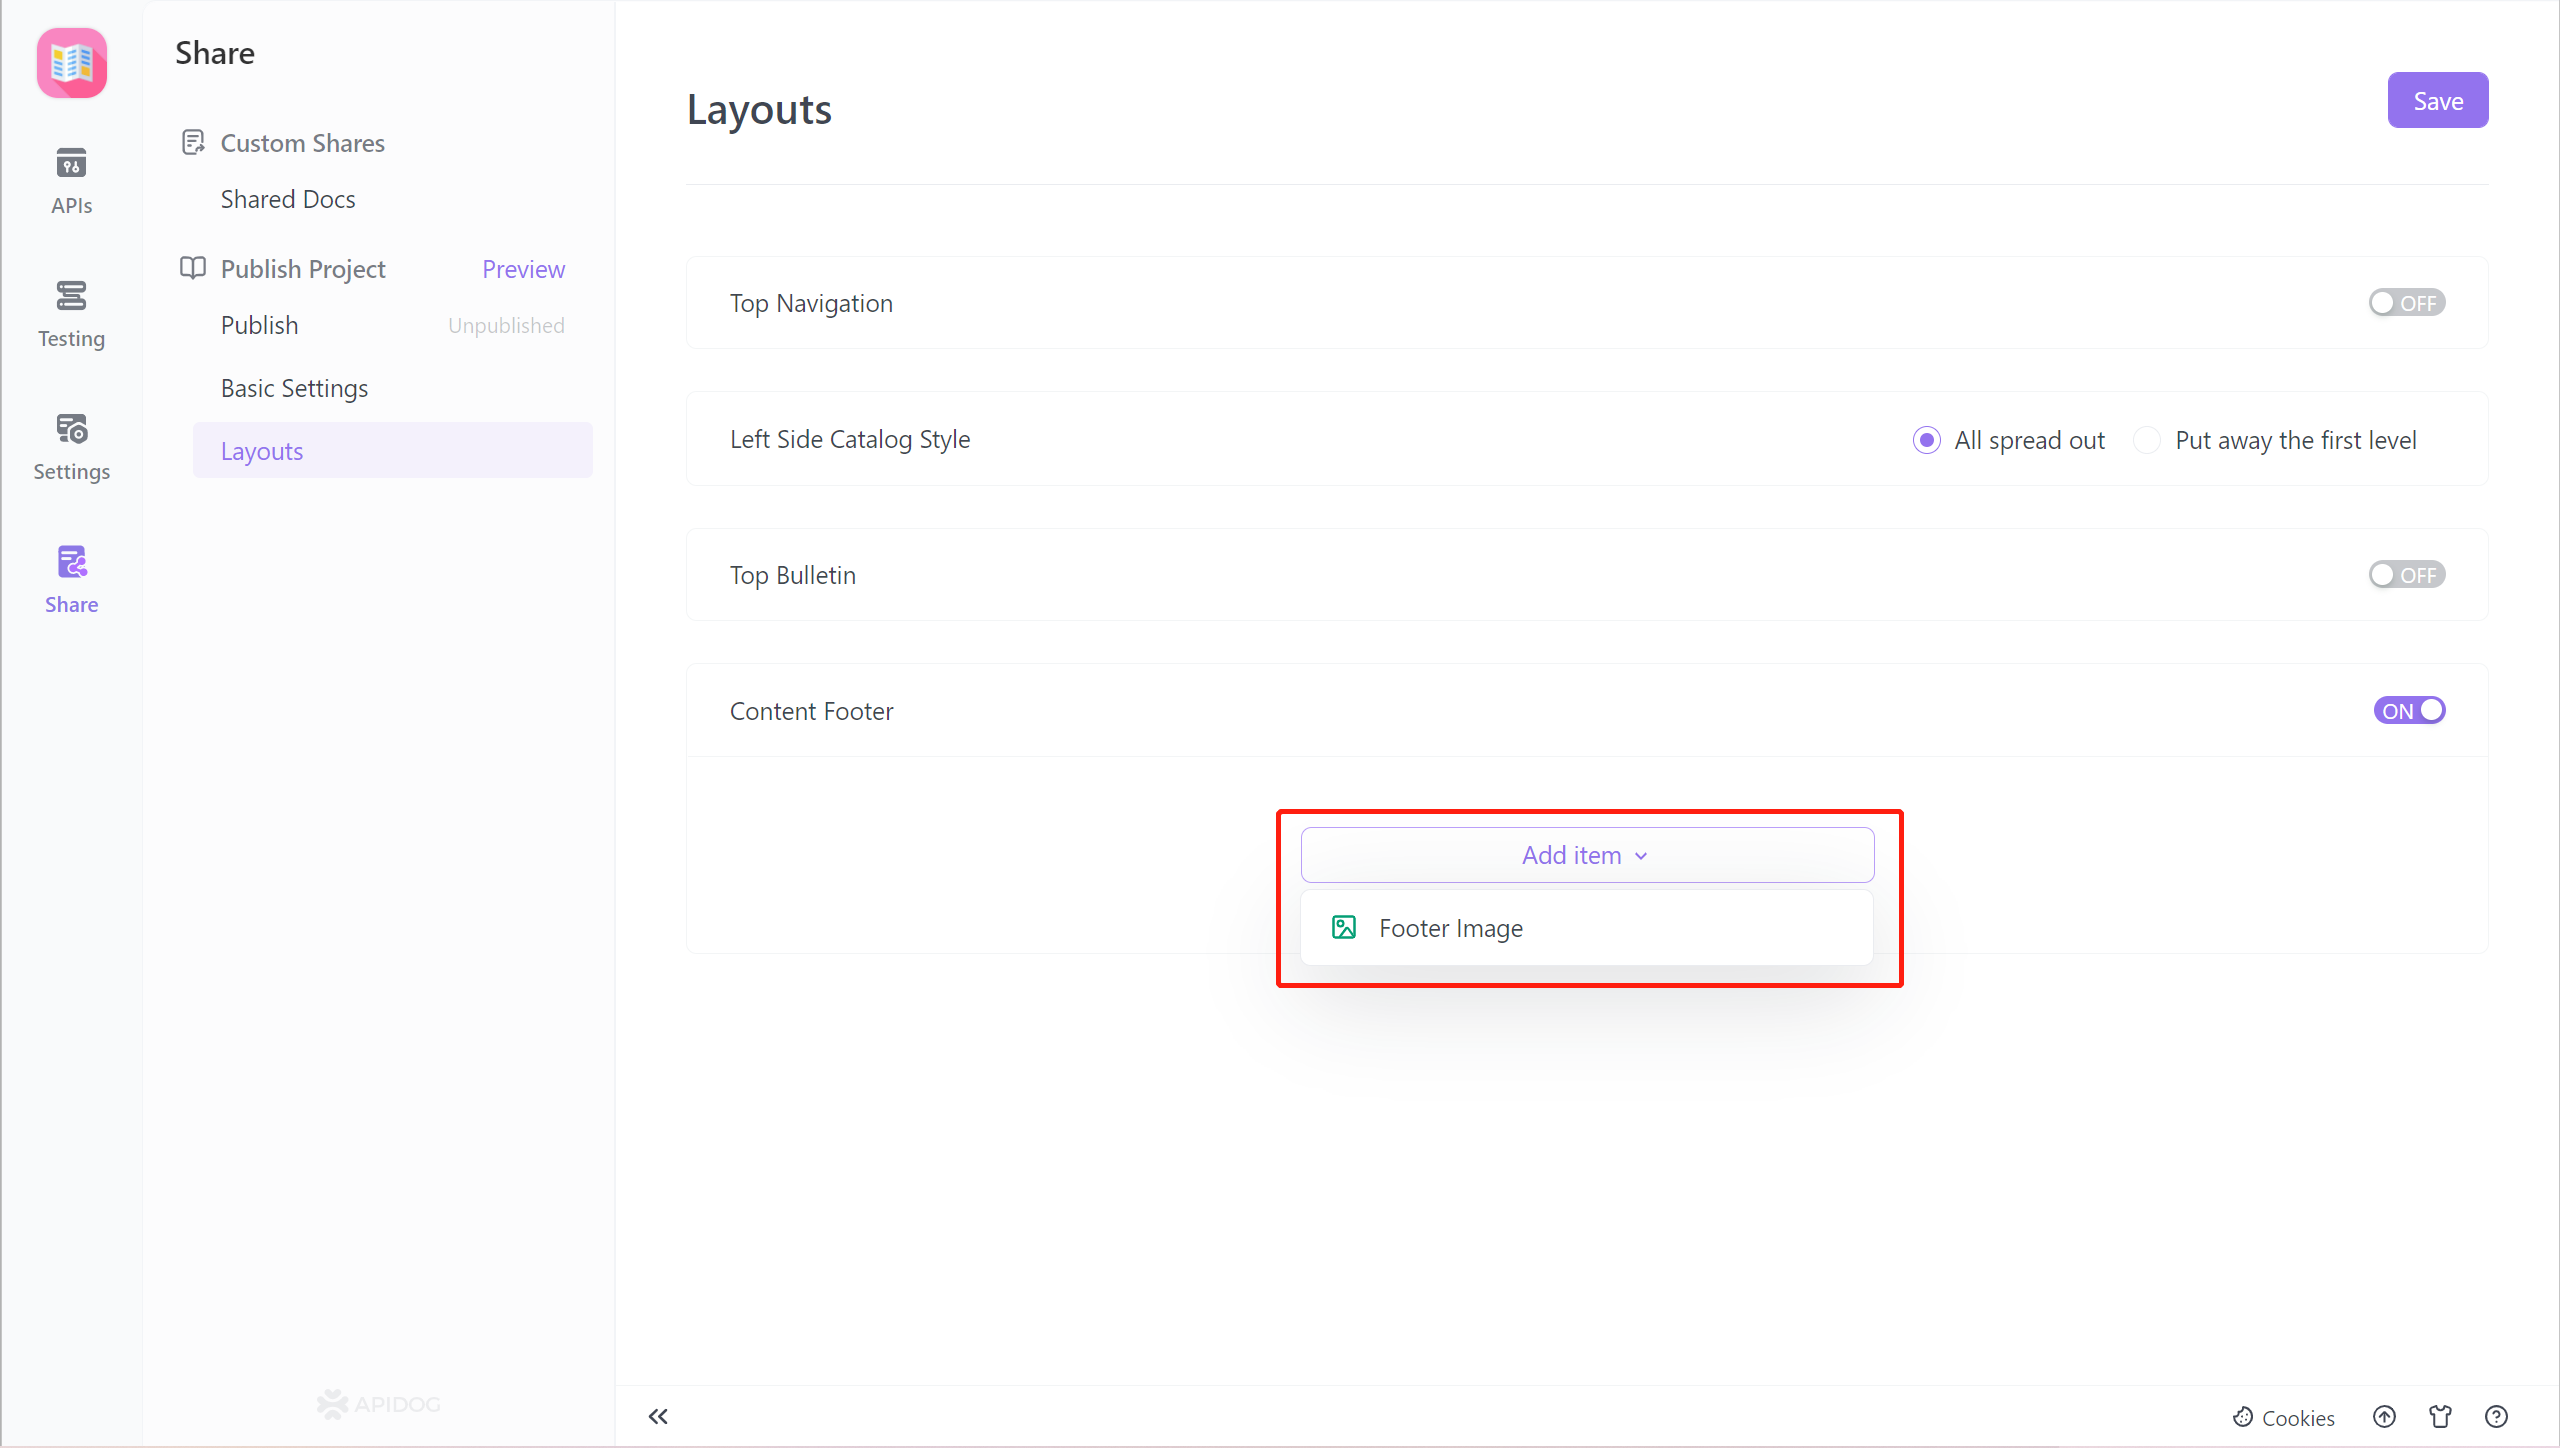 Share
Layouts
Save
Custom Shares
Shared Docs
APIs
Publish Project
Preview
Publish
Unpublished
Testing
Basic Settings
Layouts
Settings
Share
Top Navigation
OFF
Left Side Catalog Style
All spread out
Put away the first level
Top Bulletin
OFF
Content Footer
ON
Add item
Footer Image
APIDOG
Cookies